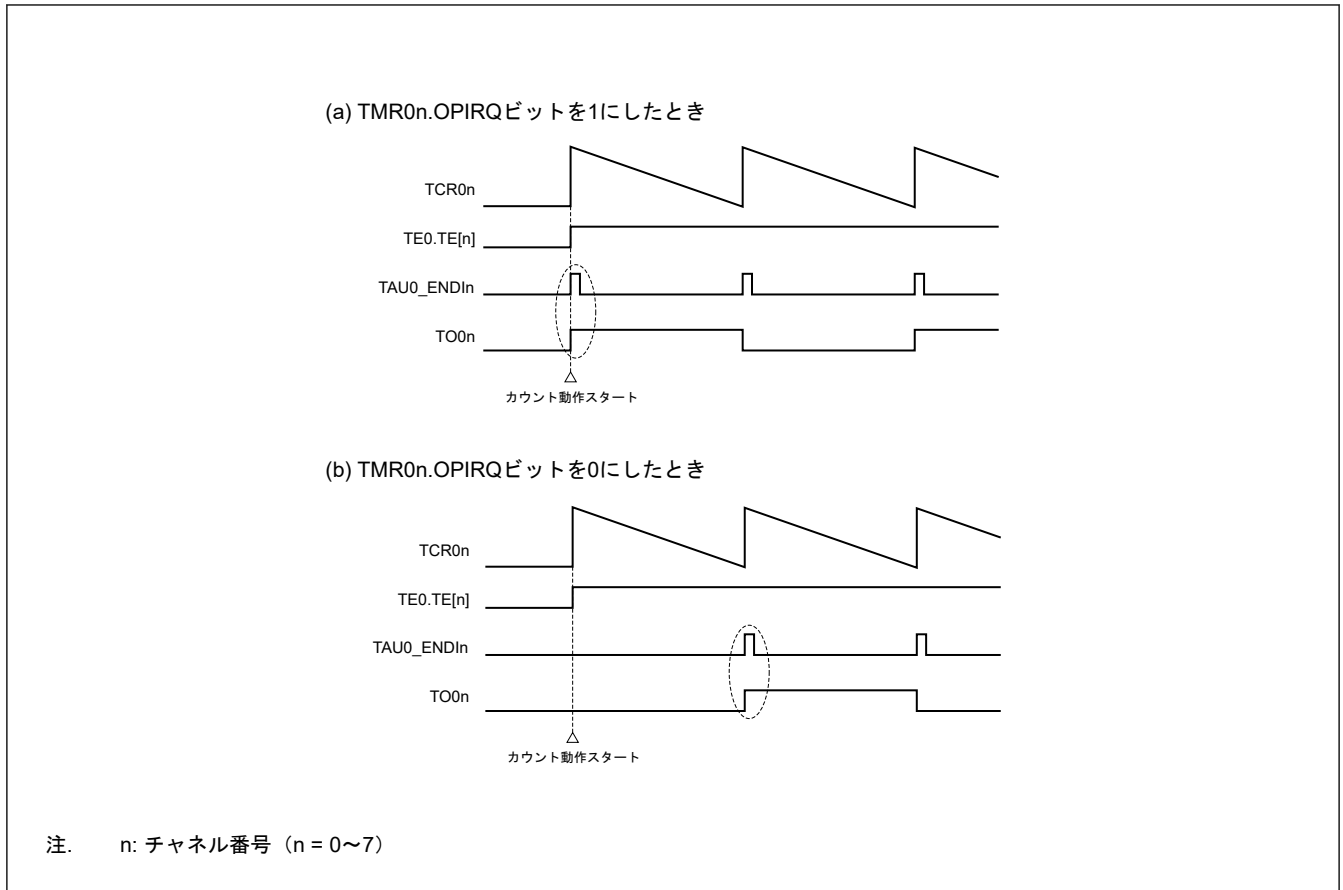 (a) TMR0n.OPIRQビットを1にしたとき
TCR0n
TE0.TE[n]
TAU0_ENDIn
TO0n
カウント動作スタート
(b) TMR0n.OPIRQビットを0にしたとき
TCR0n
TE0.TE[n]
TAU0_ENDIn
TO0n
カウント動作スタート
注. n: チャネル番号（n = 0〜7）